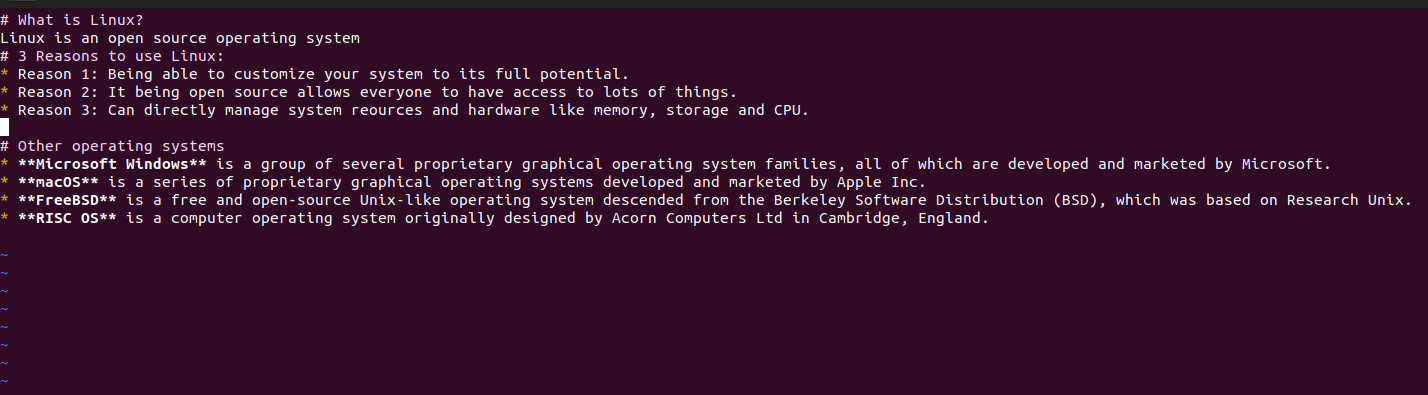 # What is Linux?
Linux is an open source operating system
# 3 Reasons to use Linux:
* Reason 1: Being able to customize your system to its full potential.
* Reason 2: It being open source allows everyone to have access to lots of things.
* Reason 3: Can directly manage system reources and hardware like memory, storage and CPU.
# Other operating systems
* **Microsoft Windows** is a group of several proprietary graphical operating system families, all of which are developed and marketed by Microsoft.
* **macOS** is a series of proprietary graphical operating systems developed and marketed by Apple Inc.
* **FreeBSD** is a free and open-source Unix-like operating system descended from the Berkeley Software Distribution (BSD), which was based on Research Unix.
* **RISC OS** is a computer operating system originally designed by Acorn Computers Ltd in Cambridge, England.
~
~
~
~
~
~
~
~